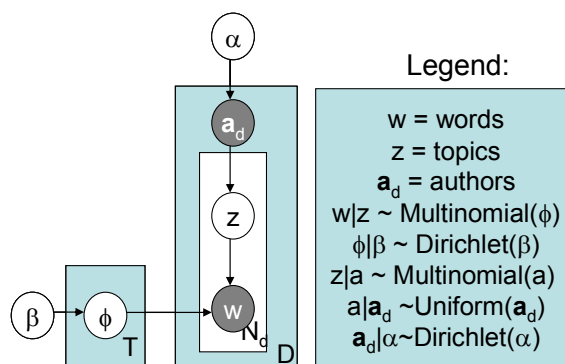 α
a_d
z
β
ϕ
w
T
N_d
D
Legend:
w = words
z = topics
a_d = authors
w|z ~ Multinomial(ϕ)
ϕ|β ~ Dirichlet(β)
z|a ~ Multinomial(a)
a|a_d ~Uniform(a_d)
a_d|α~Dirichlet(α)